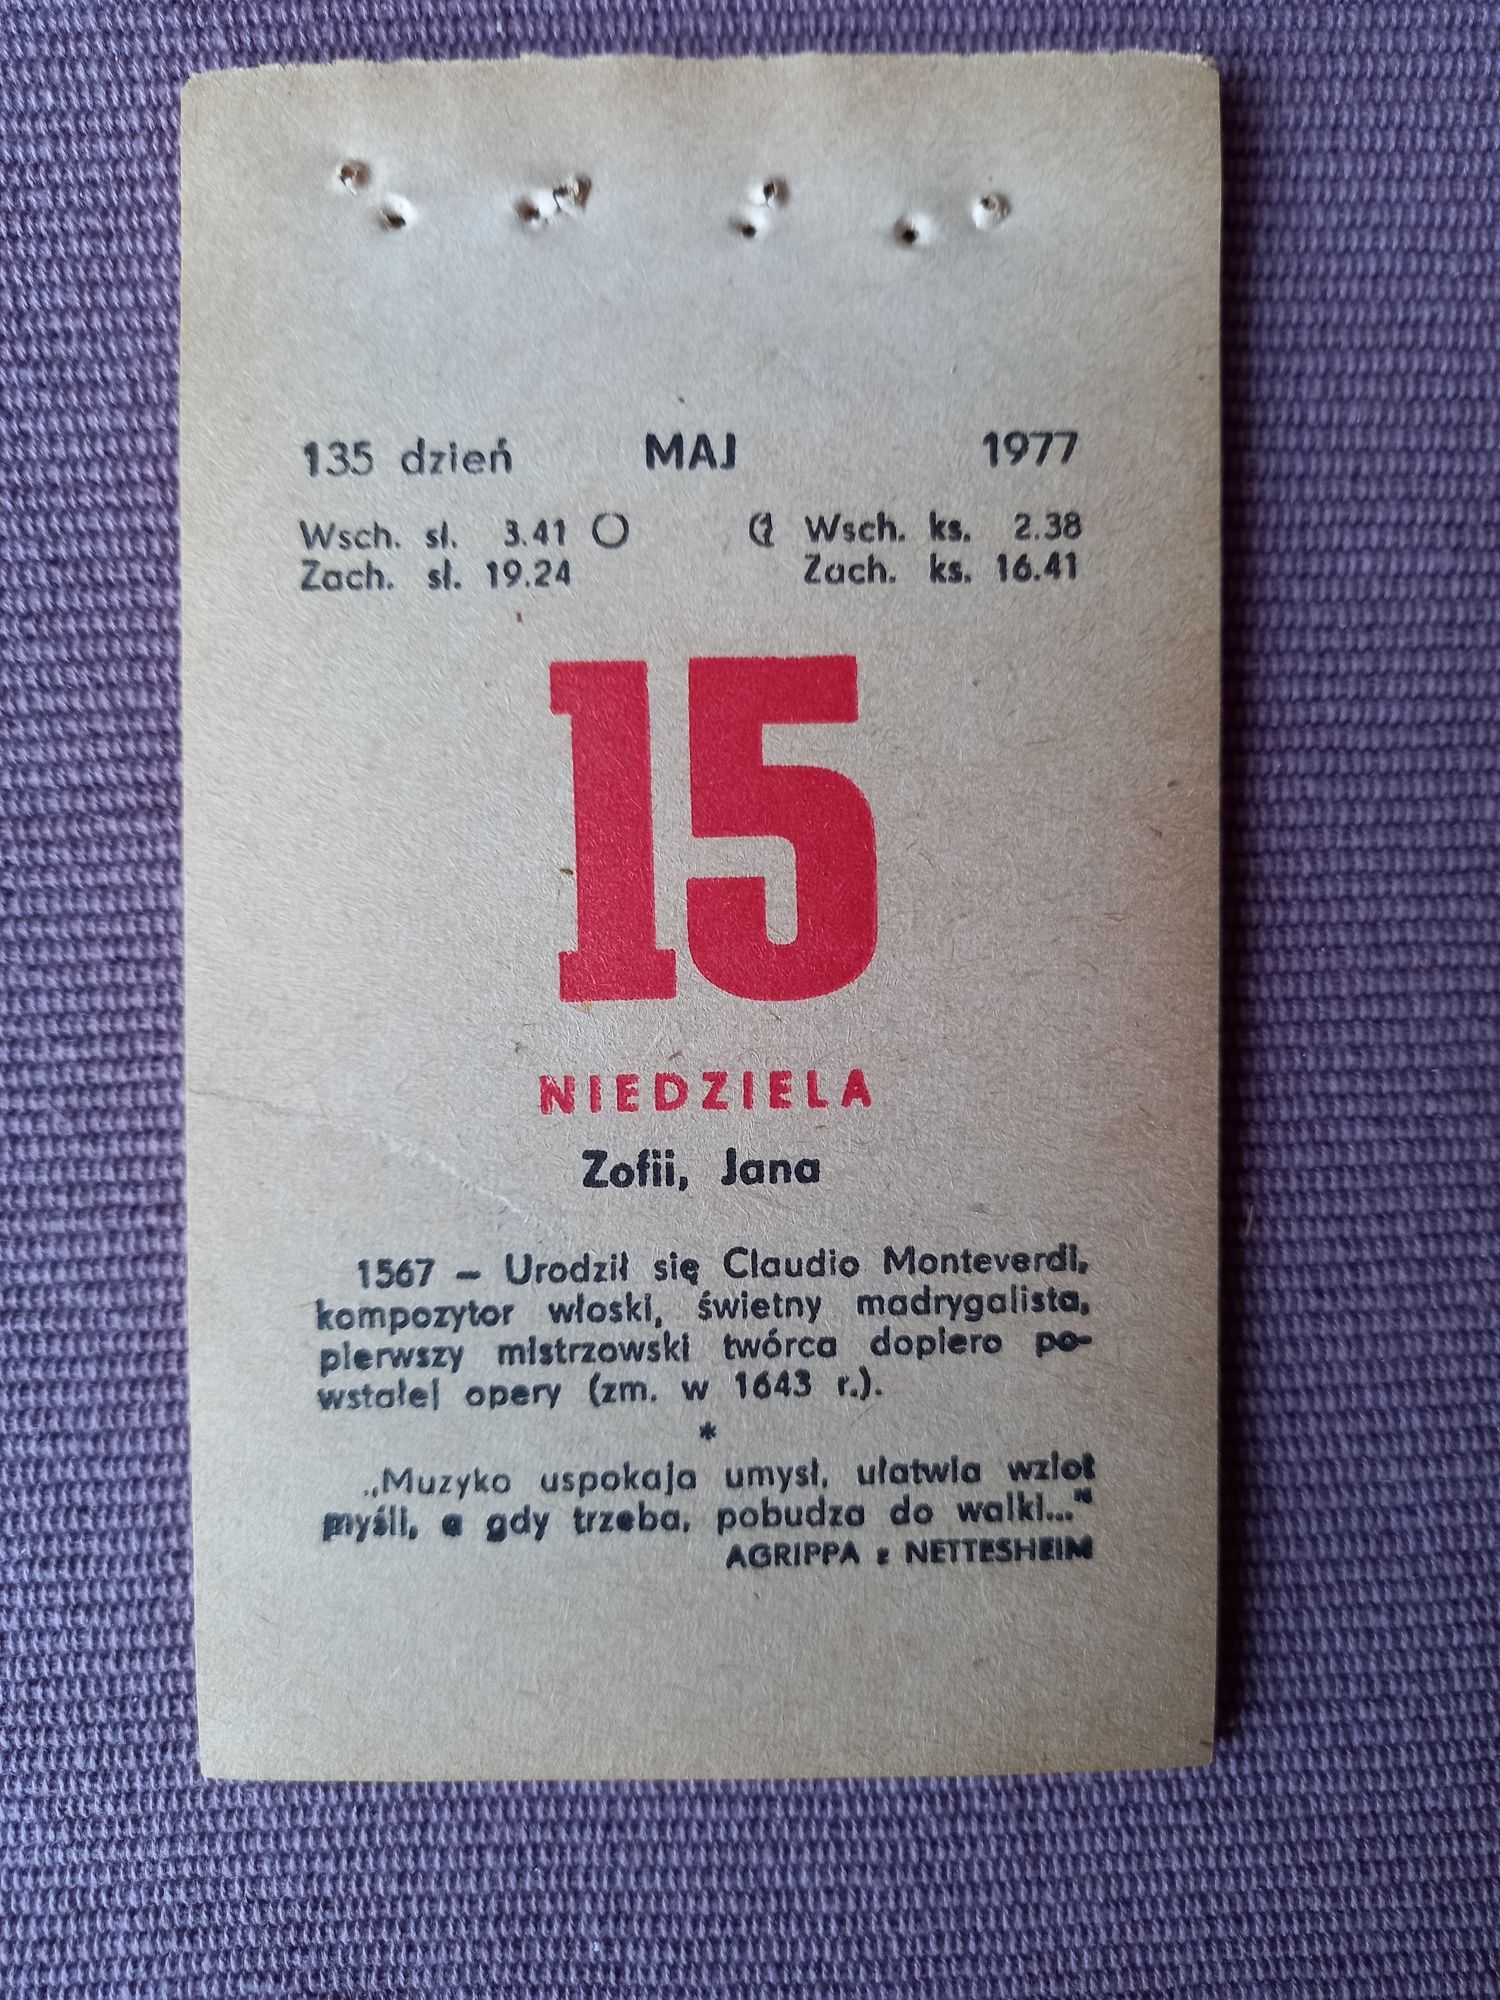 135 dzień MAJ 1977
Wsch. sł. 3.41 Wsch. ks. 2.38
Zach. sł. 19.24 Zach. ks. 16.41
15
NIEDZIELA
Zofii, Jana
1567 – Urodził się Claudio Monteverdi,
kompozytor włoski, świetny madrygalista,
pierwszy mistrzowski twórca dopiero po-
wstałej opery (zm. w 1643 r.).
*
„Muzyko uspokaja umysł, ułatwia wzlot
myśli, a gdy trzeba, pobudza do walki..."
AGRIPPA z NETTESHEIM